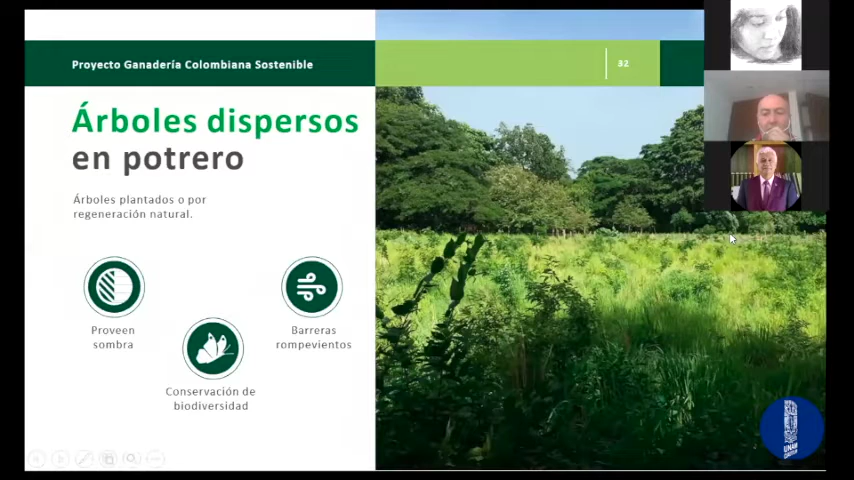 Proyecto Ganadería Colombiana Sostenible
32
Árboles dispersos
en potrero
Árboles plantados o por
regeneración natural.
Proveen
sombra
Barreras
rompevientos
Conservación de
biodiversidad
UNAM